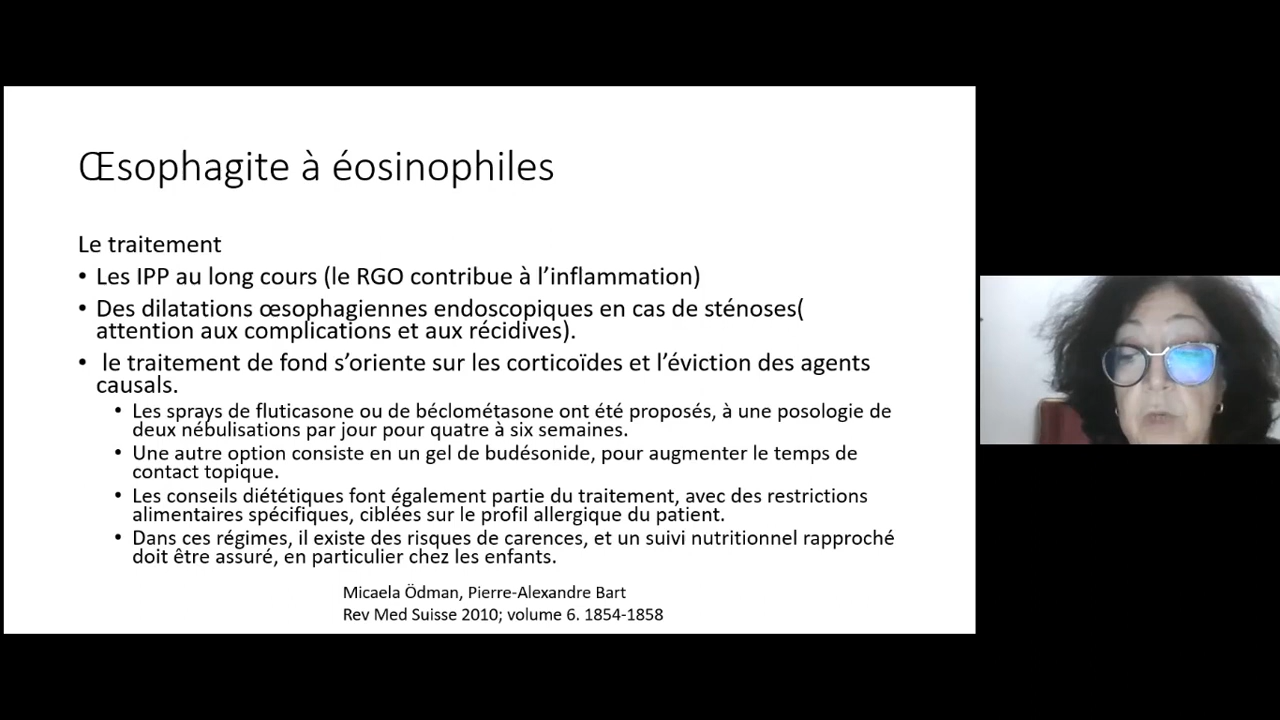 Œsophagite à éosinophiles
Le traitement
• Les IPP au long cours (le RGO contribue à l'inflammation)
• Des dilatations œsophagiennes endoscopiques en cas de sténoses(
attention aux complications et aux récidives).
• le traitement de fond s'oriente sur les corticoïdes et l'éviction des agents
causals.
• Les sprays de fluticasone ou de béclométasone ont été proposés, à une posologie de
deux nébulisations par jour pour quatre à six semaines.
• Une autre option consiste en un gel de budésonide, pour augmenter le temps de
contact topique.
• Les conseils diététiques font également partie du traitement, avec des restrictions
alimentaires spécifiques, ciblées sur le profil allergique du patient.
• Dans ces régimes, il existe des risques de carences, et un suivi nutritionnel rapproché
doit être assuré, en particulier chez les enfants.
Micaela Ödman, Pierre-Alexandre Bart
Rev Med Suisse 2010; volume 6. 1854-1858